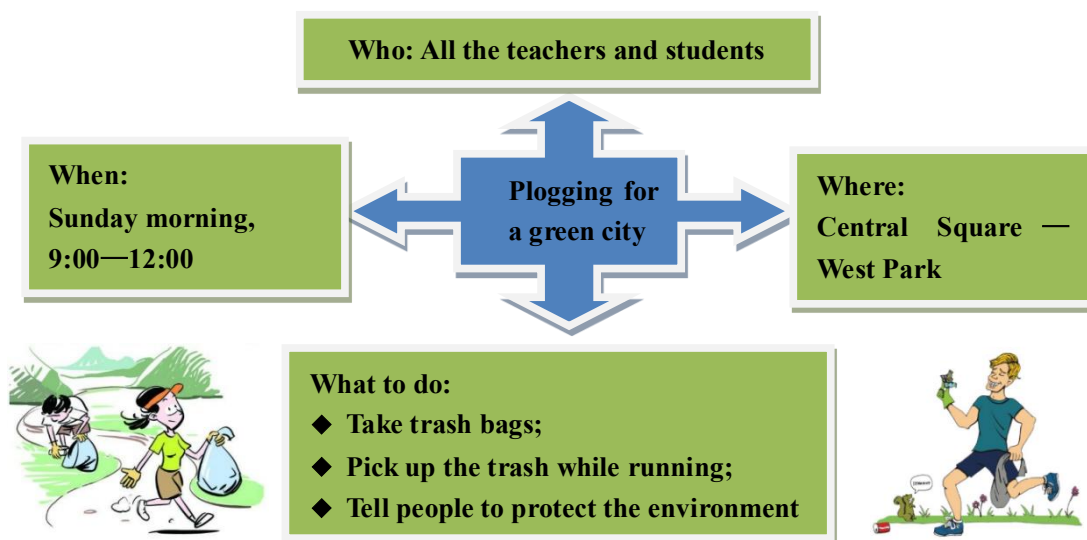 Who: All the teachers and students
When:
Sunday morning,
9:00—12:00
Plogging for
a green city
Where:
Central Square —
West Park
What to do:
◆ Take trash bags;
◆ Pick up the trash while running;
◆ Tell people to protect the environment